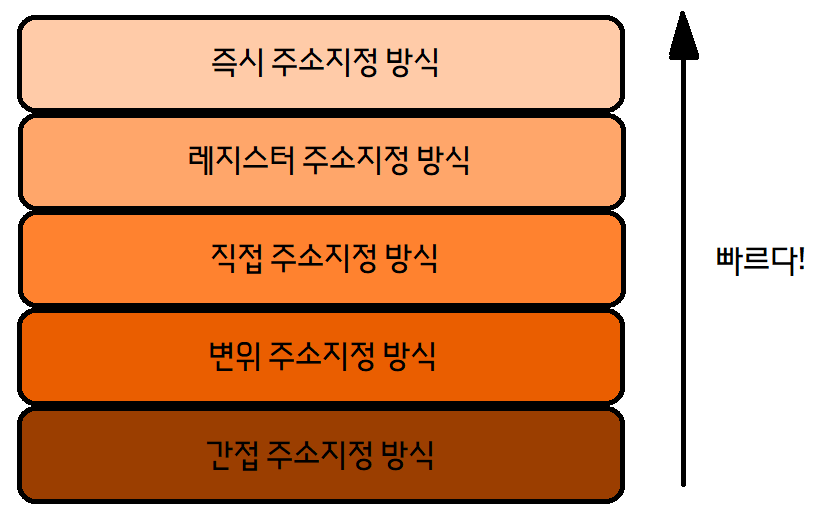 즉시 주소지정 방식
레지스터 주소지정 방식
직접 주소지정 방식
빠르다!
변위 주소지정 방식
간접 주소지정 방식